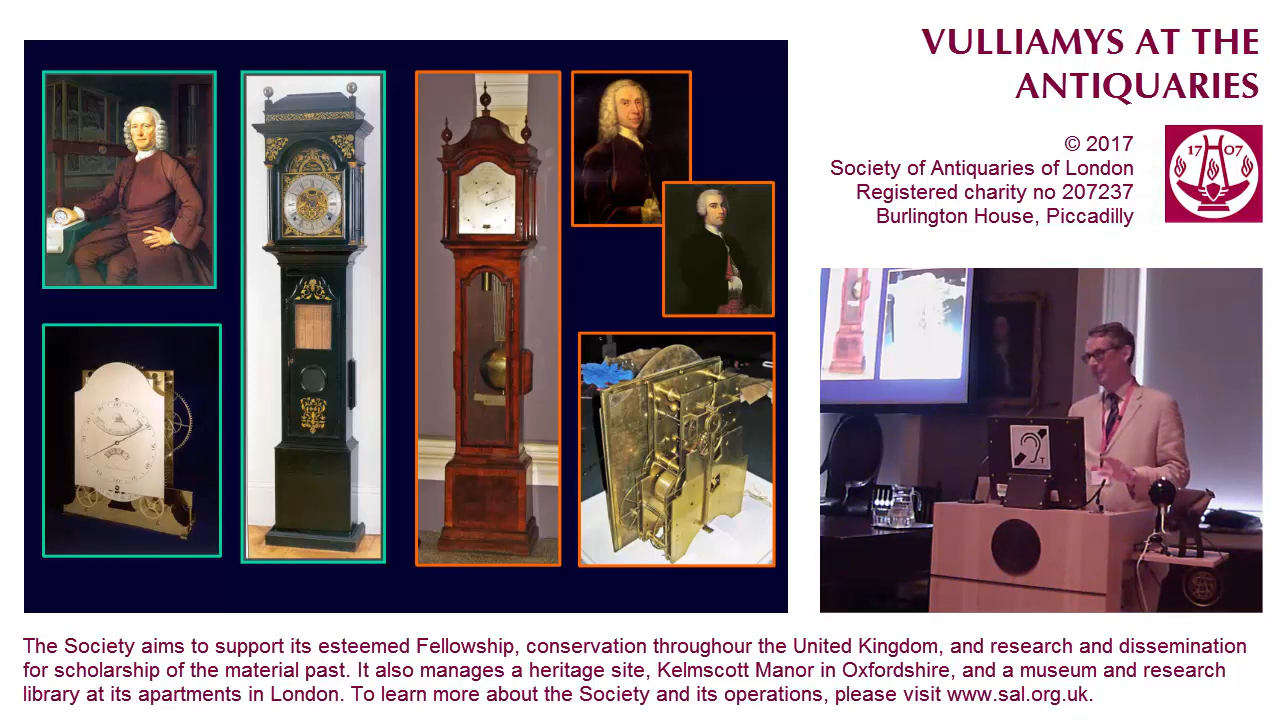 VULLIAMYS AT THE
ANTIQUARIES
© 2017
Society of Antiquaries of London
Registered charity no 207237
Burlington House, Piccadilly
17 07
T
The Society aims to support its esteemed Fellowship, conservation throughour the United Kingdom, and research and dissemination
for scholarship of the material past. It also manages a heritage site, Kelmscott Manor in Oxfordshire, and a museum and research
library at its apartments in London. To learn more about the Society and its operations, please visit www.sal.org.uk.